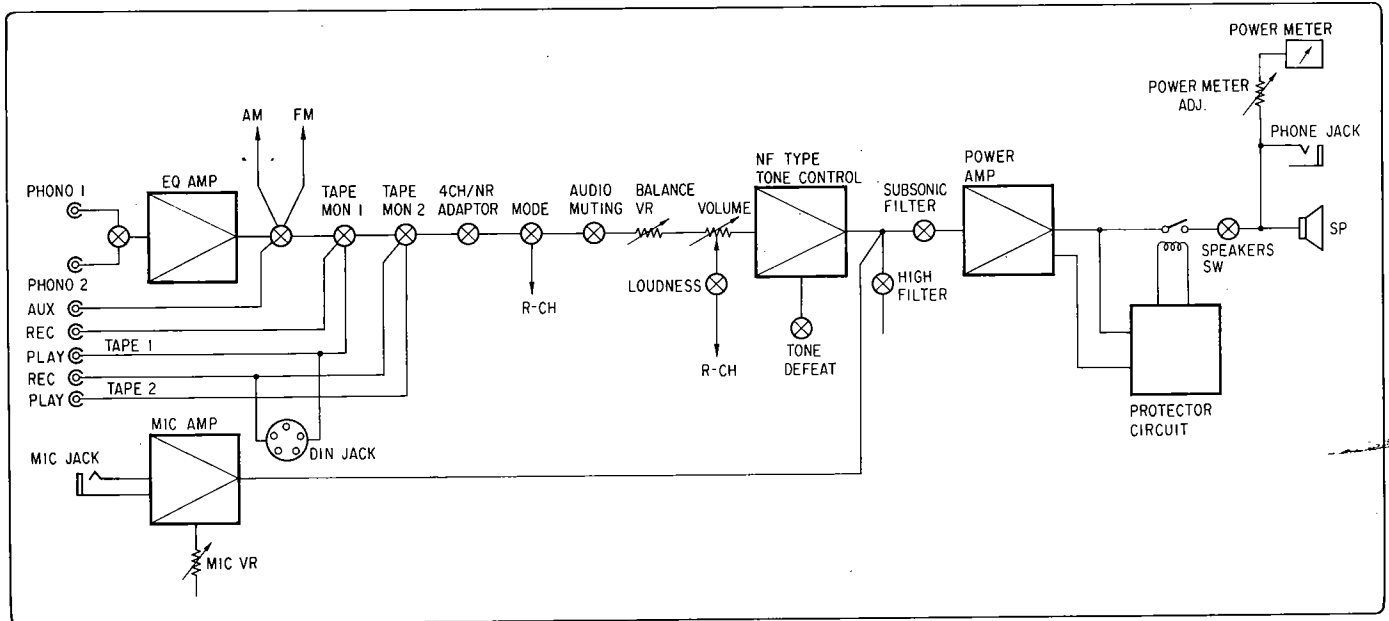 POWER METER
POWER METER
ADJ.
PHONE JACK
AM
FM
PHONO 1
EQ AMP
TAPE
MON 1
TAPE
MON 2
4CH/NR
ADAPTOR
MODE
AUDIO
MUTING
BALANCE
VR
VOLUME
NF TYPE
TONE CONTROL
SUBSONIC
FILTER
POWER
AMP
SP
SPEAKERS
SW
PHONO 2
AUX
REC
PLAY
TAPE 1
REC
PLAY
TAPE 2
R-CH
LOUDNESS
R-CH
HIGH
FILTER
TONE
DEFEAT
PROTECTOR
CIRCUIT
MIC AMP
MIC JACK
DIN JACK
MIC VR